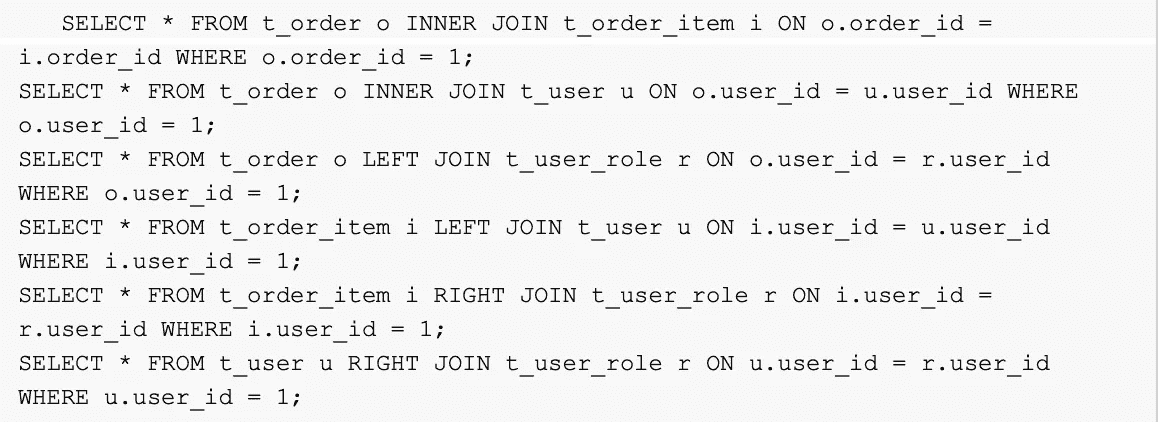 SELECT * FROM t_order o INNER JOIN t_order_item i ON o.order_id =
i.order_id WHERE o.order_id = 1;
SELECT * FROM t_order o INNER JOIN t_user u ON o.user_id = u.user_id WHERE
o.user_id = 1;
SELECT * FROM t_order o LEFT JOIN t_user_role r ON o.user_id = r.user_id
WHERE o.user_id = 1;
SELECT * FROM t_order_item i LEFT JOIN t_user u ON i.user_id = u.user_id
WHERE i.user_id = 1;
SELECT * FROM t_order_item i RIGHT JOIN t_user_role r ON i.user_id =
r.user_id WHERE i.user_id = 1;
SELECT * FROM t_user u RIGHT JOIN t_user_role r ON u.user_id = r.user_id
WHERE u.user_id = 1;